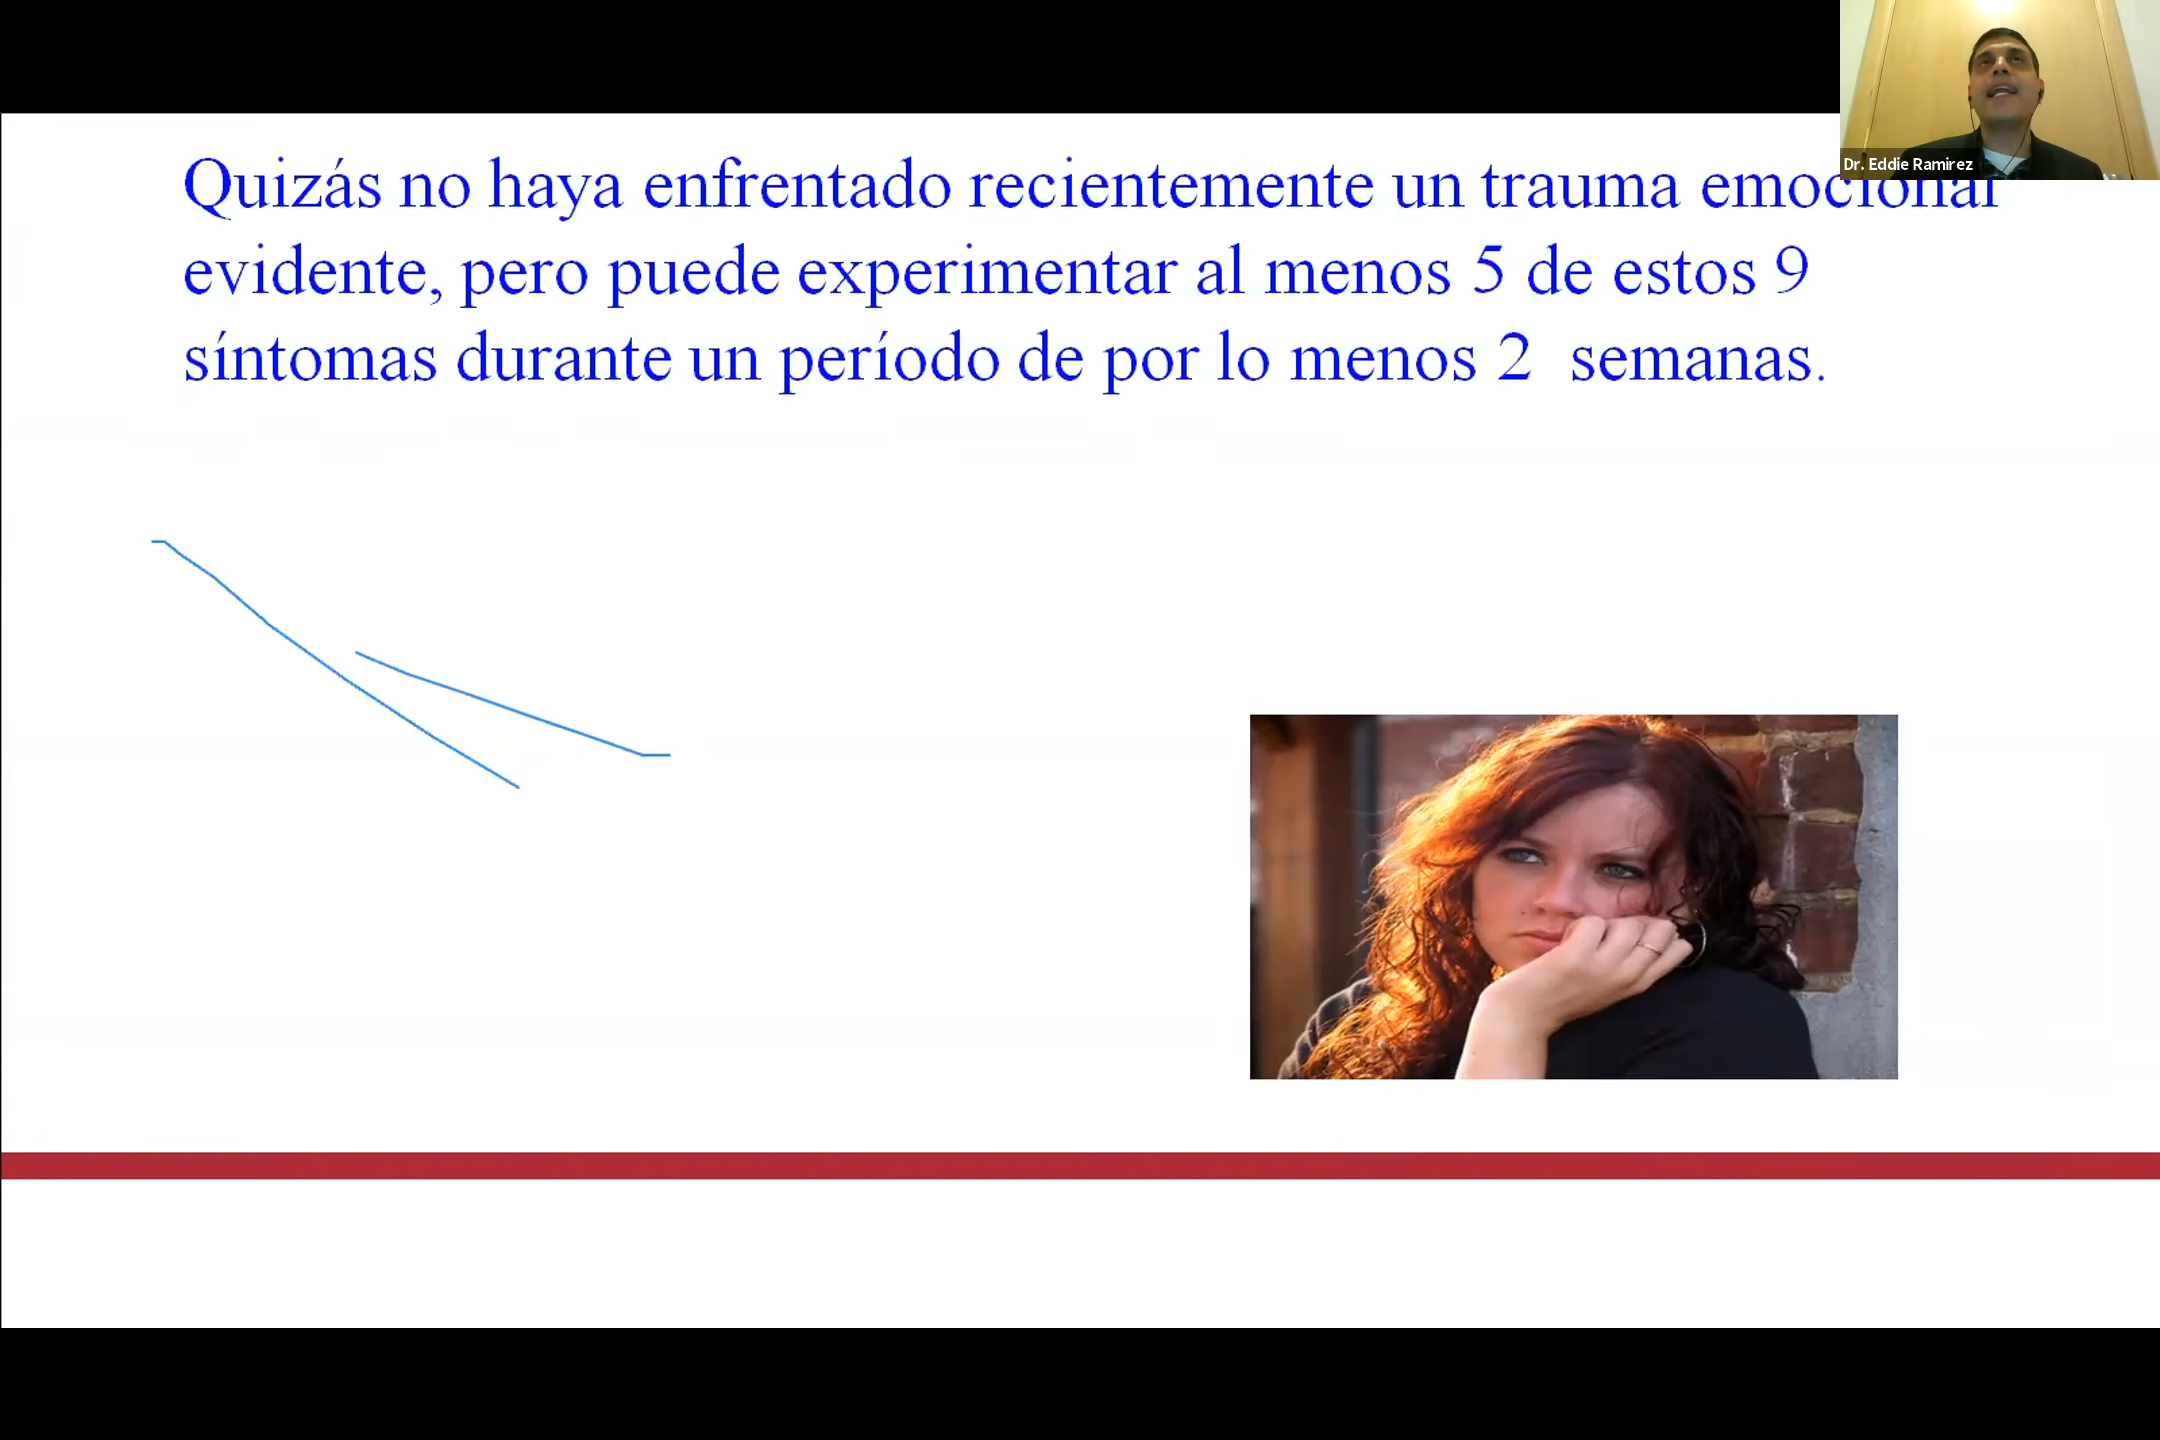 Quizás no haya enfrentado recientemente un trauma emocional
evidente, pero puede experimentar al menos 5 de estos 9
síntomas durante un período de por lo menos 2 semanas.
Dr. Eddie Ramirez